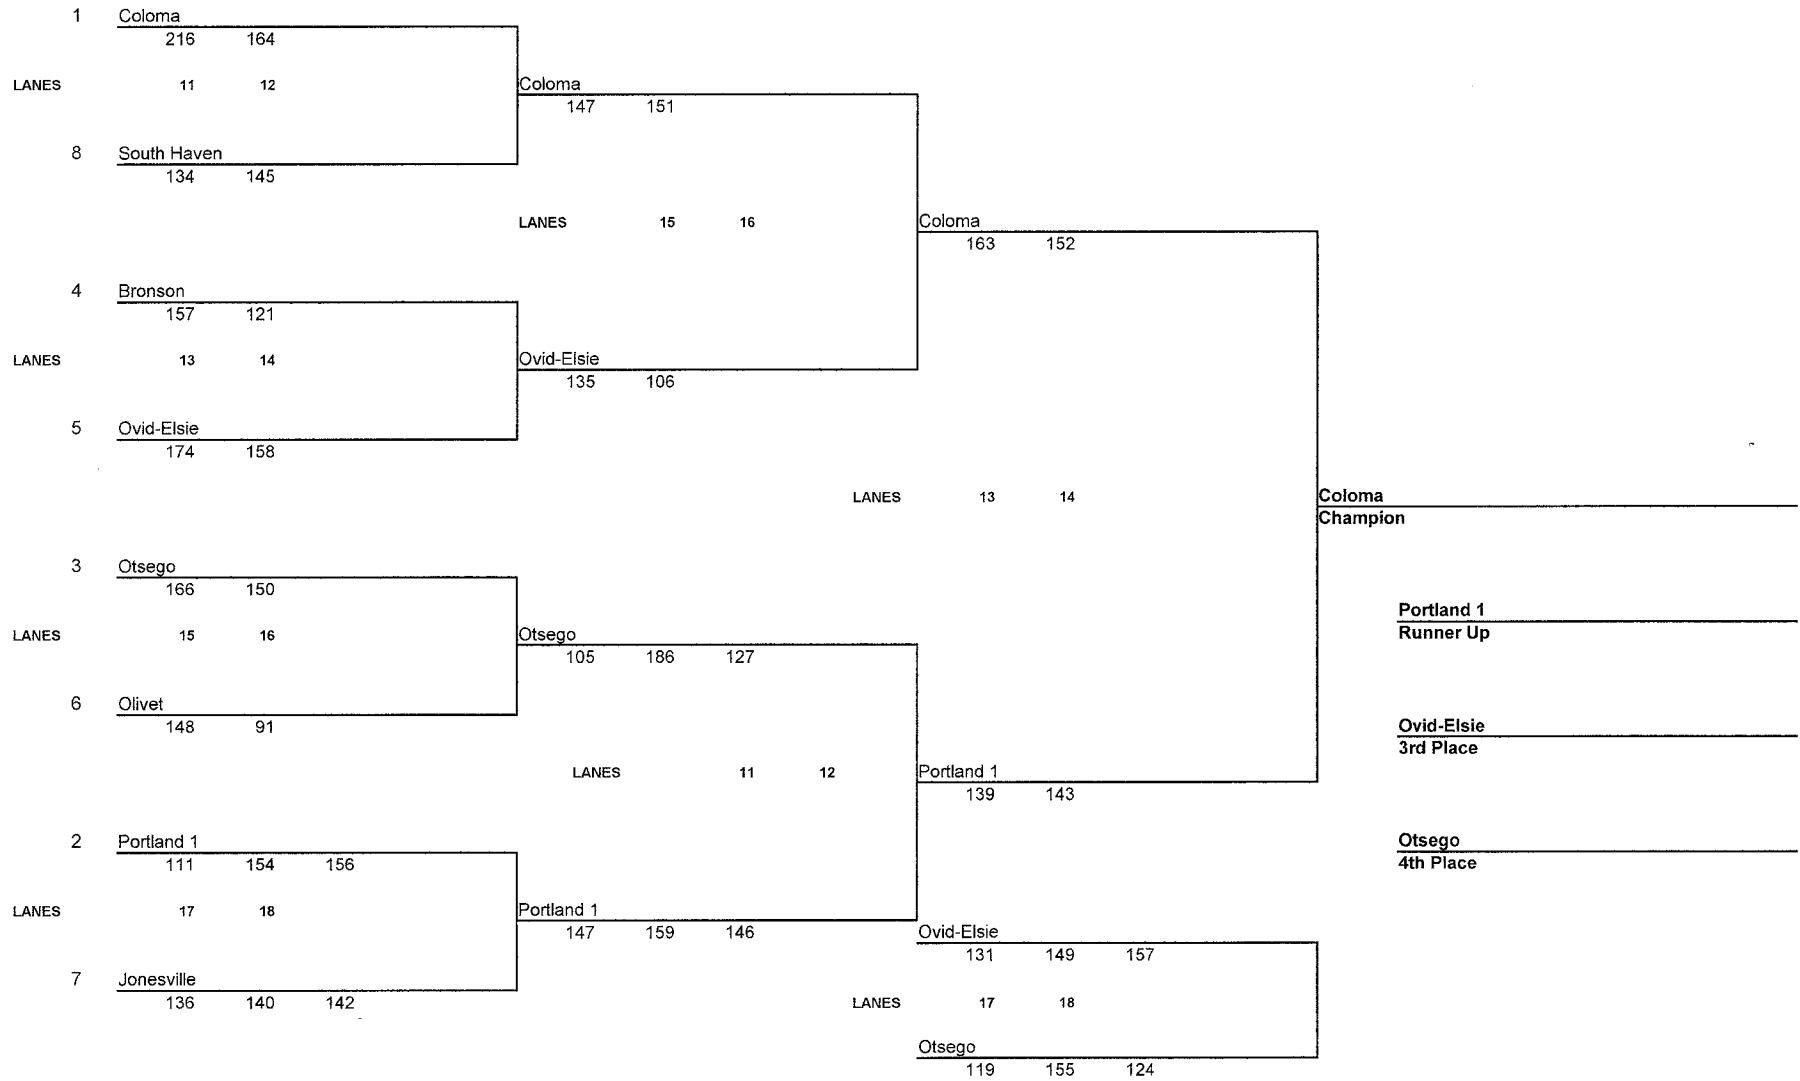 1 Coloma
216 164
LANES 11 12
Coloma
147 151
8 South Haven
134 145
LANES 15 16
Coloma
163 152
4 Bronson
157 121
LANES 13 14
Ovid-Elsie
135 106
5 Ovid-Elsie
174 158
LANES 13 14
Coloma
Champion
3 Otsego
166 150
Portland 1
Runner Up
LANES 15 16
Otsego
105 186 127
6 Olivet
148 91
Ovid-Elsie
3rd Place
LANES 11 12
Portland 1
139 143
2 Portland 1
111 154 156
Otsego
4th Place
LANES 17 18
Portland 1
147 159 146
Ovid-Elsie
131 149 157
7 Jonesville
136 140 142
LANES 17 18
Otsego
119 155 124